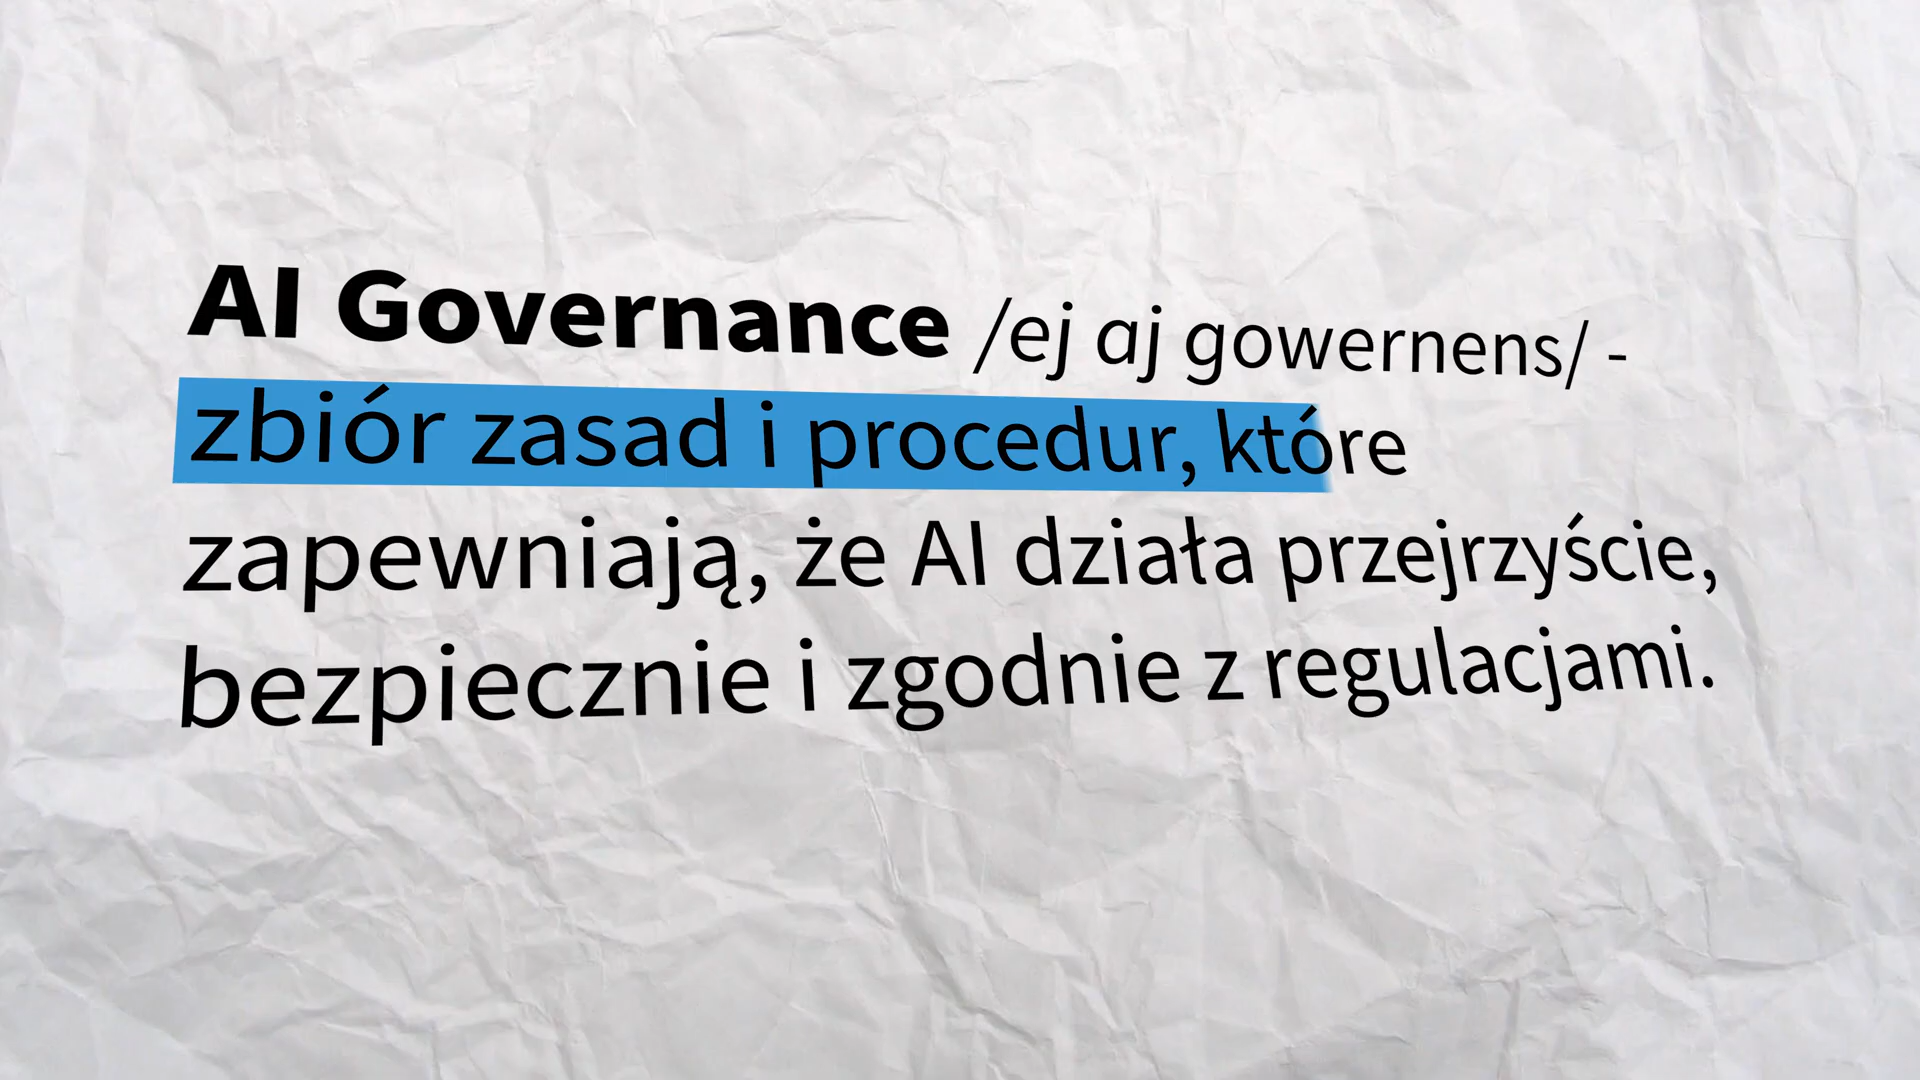 AI Governance /ej aj gowernens/ -
zbiór zasad i procedur, które
zapewniają, że AI działa przejrzyście,
bezpiecznie i zgodnie z regulacjami.